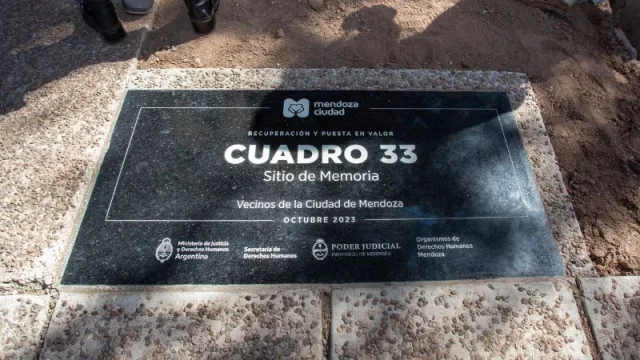 mendoza
ciudad
RECUPERACIÓN Y PUESTA EN VALOR
CUADRO 33
Sitio de Memoria
Vecinos de la Ciudad de Mendoza
OCTUBRE 2023
Ministerio de Justicia
y Derechos Humanos
Argentina
Secretaría de
Derechos Humanos
PODER JUDICIAL
PROVINCIA DE MENDOZA
Organismos de
Derechos Humanos
Mendoza